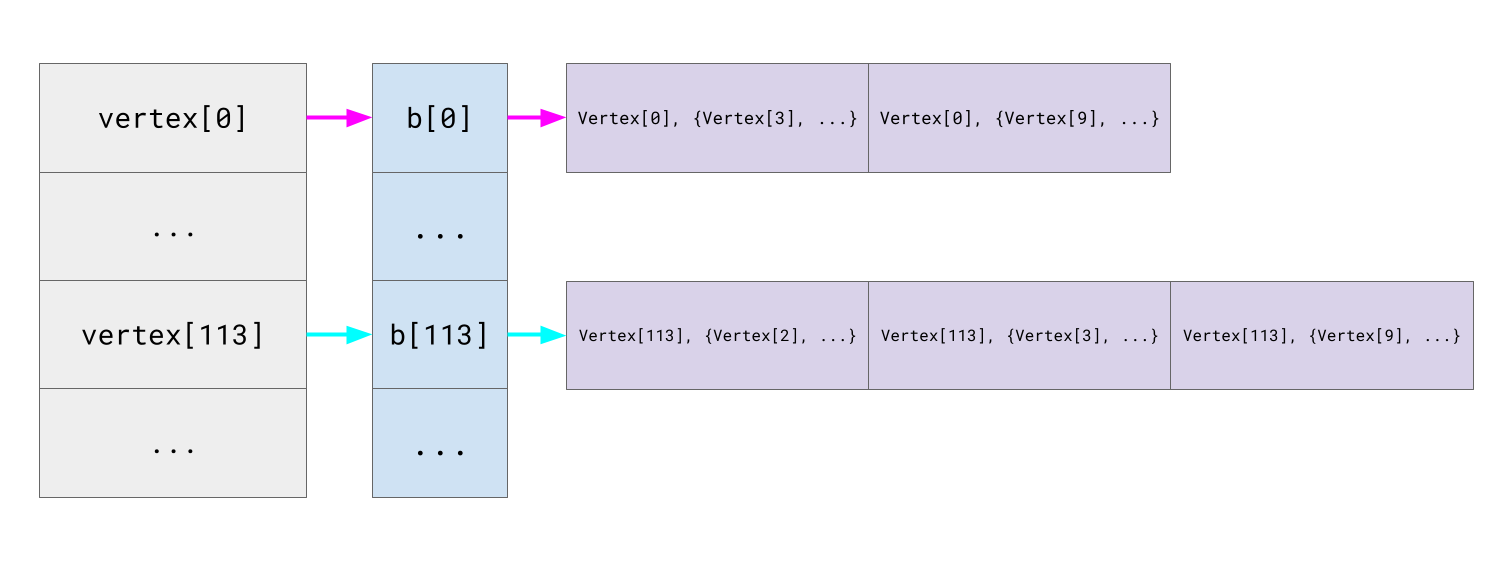 vertex[0]
b[0]
Vertex[0], {Vertex[3], ...}
Vertex[0], {Vertex[9], ...}
...
...
vertex[113]
b[113]
Vertex[113], {Vertex[2], ...}
Vertex[113], {Vertex[3], ...}
Vertex[113], {Vertex[9], ...}
...
...